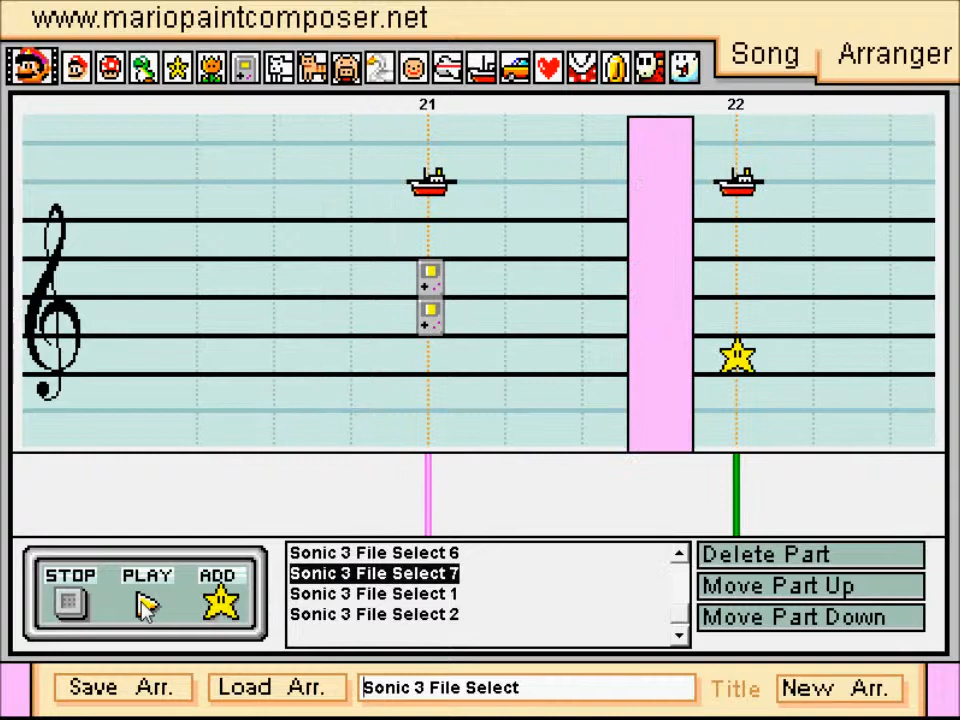 www.mariopaintcomposer.net
Song Arranger
21 22
STOP PLAY ADD
Sonic 3 File Select 6
Sonic 3 File Select 7
Sonic 3 File Select 1
Sonic 3 File Select 2
Delete Part
Move Part Up
Move Part Down
Save Arr. Load Arr. Sonic 3 File Select Title New Arr.